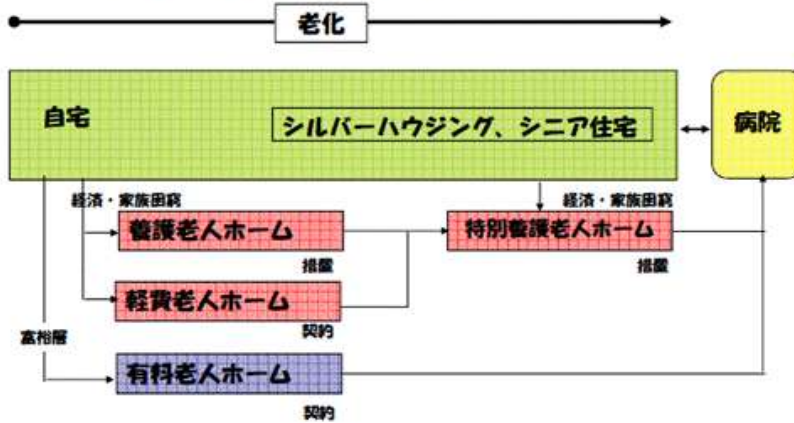 老化
自宅
シルバーハウジング、シニア住宅
病院
経済・家族困窮
経済・家族困窮
養護老人ホーム
特別養護老人ホーム
措置
措置
軽費老人ホーム
契約
富裕層
有料老人ホーム
契約